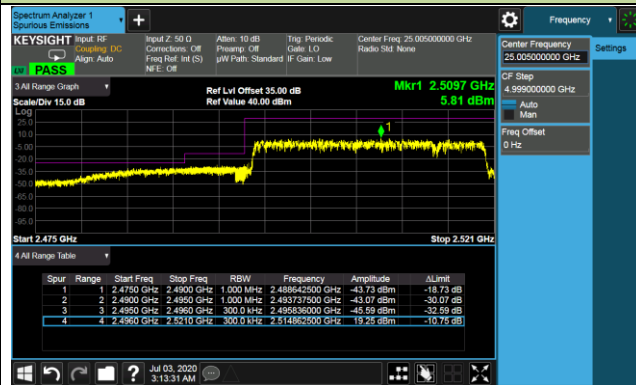 Spectrum Analyzer 1
Spurious Emissions
Frequency
KEYSIGHT Input: RF Input Z: 50 Ω Atten: 10 dB Trig: Periodic Center Freq: 25.005000000 GHz
Coupling: DC Corrections: Off Preamp: Off Gate: LO Radio Std: None
Align: Auto Freq Ref: Int (S) µW Path: Standard IF Gain: Low
NFE: Off
PASS
Center Frequency
25.005000000 GHz
Settings
CF Step
4.999000000 GHz
Auto
Man
Freq Offset
0 Hz
3 All Range Graph
Ref Lvl Offset 35.00 dB Mkr1 2.5097 GHz
Scale/Div 15.0 dB Ref Value 40.00 dBm 5.81 dBm
Log
25.0
10.0
-5.00
-20.0
-35.0
-50.0
-65.0
-80.0
-95.0
1
Start 2.475 GHz Stop 2.521 GHz
4 All Range Table
Spur Range Start Freq Stop Freq RBW Frequency Amplitude ΔLimit
1 1 2.4750 GHz 2.4900 GHz 1.000 MHz 2.488642500 GHz -43.73 dBm -18.73 dB
2 2 2.4900 GHz 2.4950 GHz 1.000 MHz 2.493737500 GHz -43.07 dBm -30.07 dB
3 3 2.4950 GHz 2.4960 GHz 300.0 kHz 2.495836000 GHz -45.59 dBm -32.59 dB
4 4 2.4960 GHz 2.5210 GHz 300.0 kHz 2.514862500 GHz 19.25 dBm -10.75 dB
Jul 03, 2020
3:13:31 AM